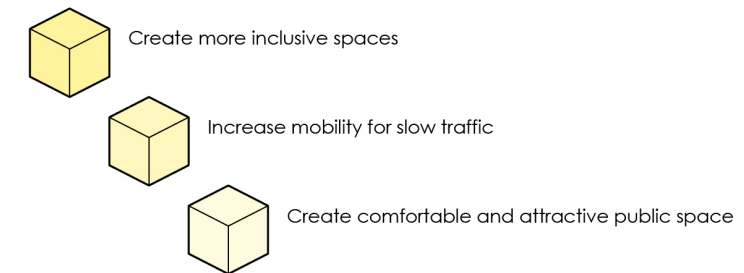 Create more inclusive spaces
Increase mobility for slow traffic
Create comfortable and attractive public space